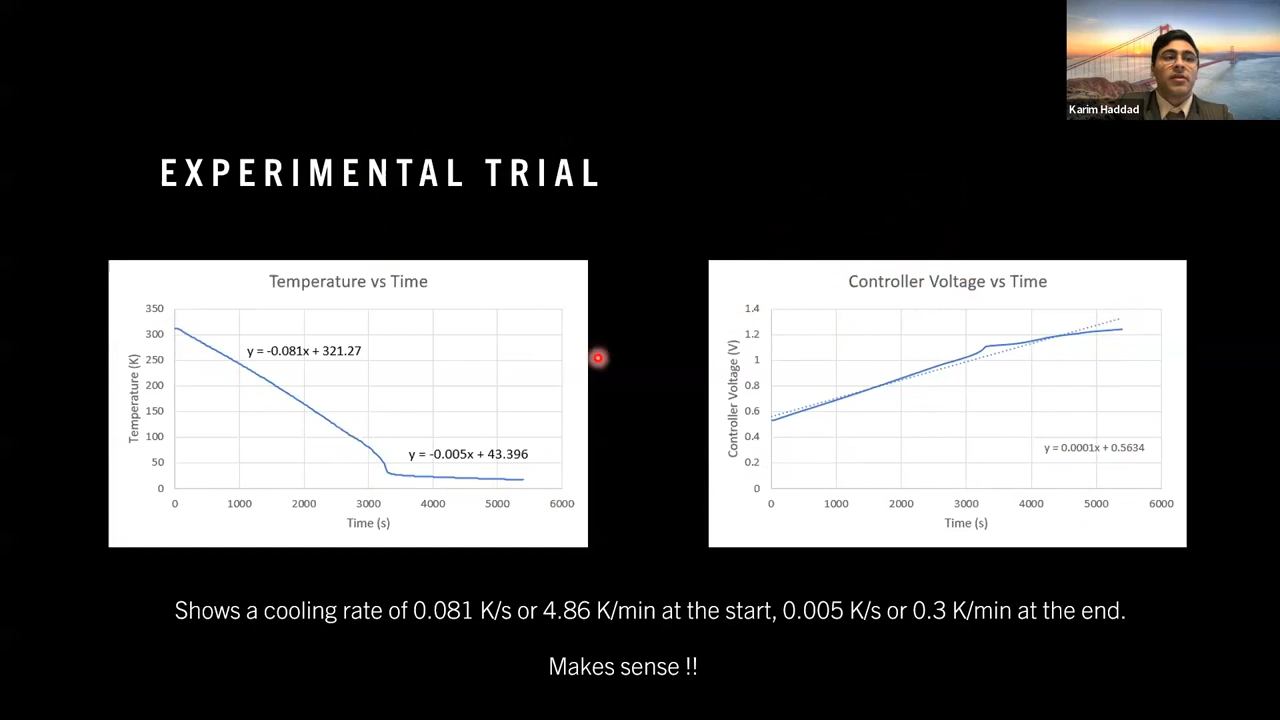 Karim Haddad
EXPERIMENTAL TRIAL
Temperature vs Time
350
300
250
200
150
100
50
0
Temperature (K)
y = -0.081x + 321.27
y = -0.005x + 43.396
0 1000 2000 3000 4000 5000 6000
Time (s)
Controller Voltage vs Time
1.4
1.2
1
0.8
0.6
0.4
0.2
0
Controller Voltage (V)
y = 0.0001x + 0.5634
0 1000 2000 3000 4000 5000 6000
Time (s)
Shows a cooling rate of 0.081 K/s or 4.86 K/min at the start, 0.005 K/s or 0.3 K/min at the end.
Makes sense !!